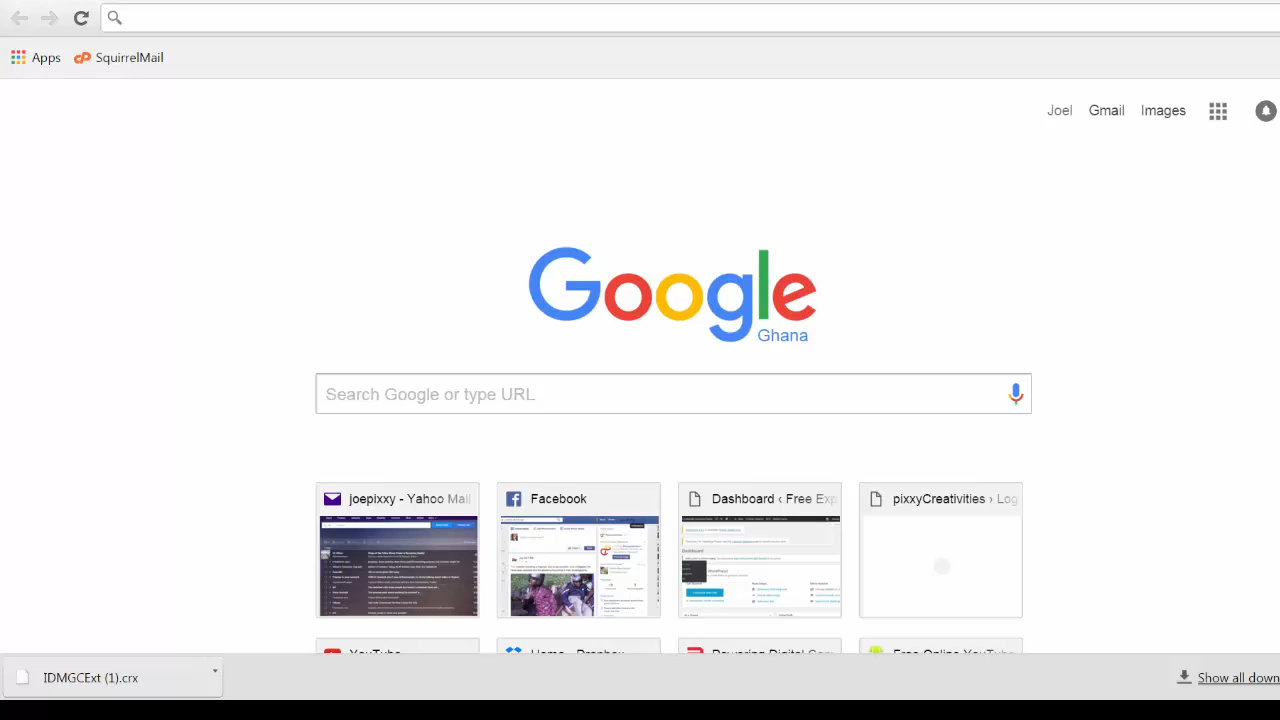 Apps SquirrelMail
Joel Gmail Images
Google
Ghana
Search Google or type URL
joepixxy - Yahoo Mail Facebook Dashboard ‹ Free Exp pixxyCreativities › Log
YouTube Home - Dropbox Powering Digital Free Online YouTube
IDMGCExt (1).crx Show all down